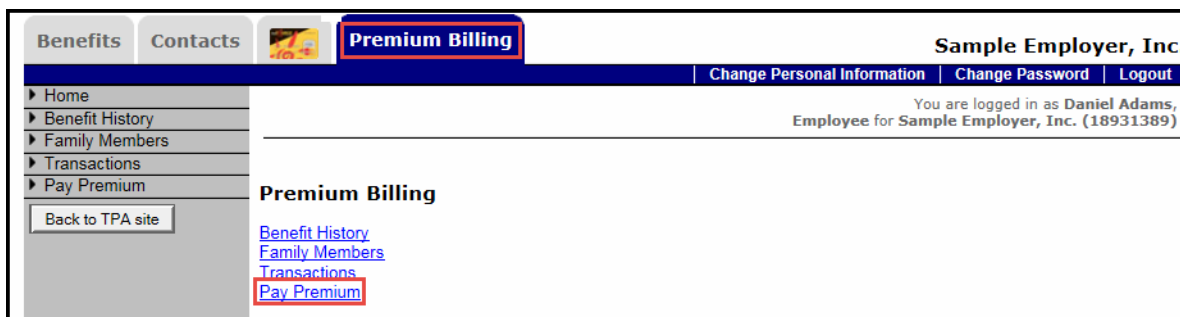 Benefits Contacts Premium Billing
Sample Employer, Inc
Change Personal Information | Change Password | Logout
Home
Benefit History
Family Members
Transactions
Pay Premium
Back to TPA site
You are logged in as Daniel Adams,
Employee for Sample Employer, Inc. (18931389)
Premium Billing
Benefit History
Family Members
Transactions
Pay Premium